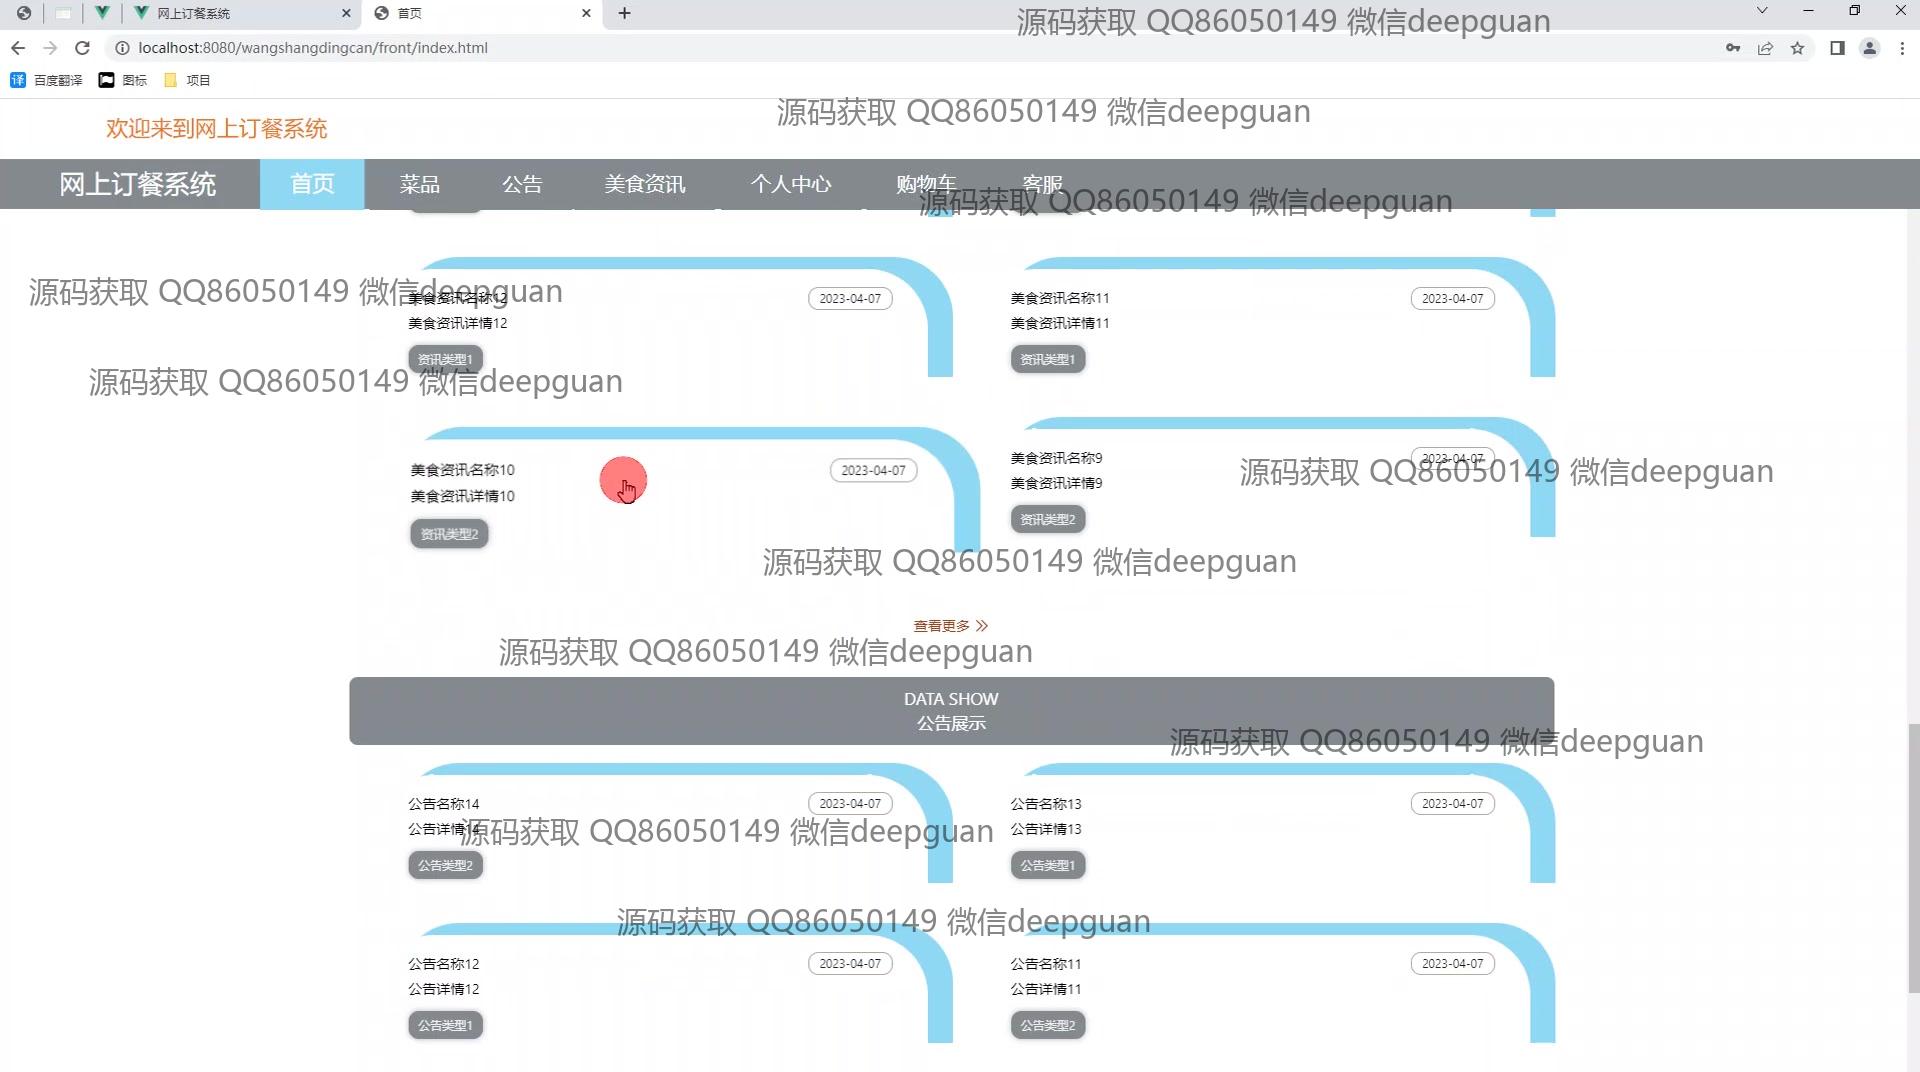 网上订餐系统
首页
源码获取 QQ86050149 微信deepguan
localhost:8080/wangshangdingcan/front/index.html
百度翻译
图标
项目
欢迎来到网上订餐系统
源码获取 QQ86050149 微信deepguan
网上订餐系统
首页
菜品
公告
美食资讯
个人中心
购物车
客服
源码获取 QQ86050149 微信deepguan
源码获取 QQ86050149 微信deepguan
美食资讯名称12
2023-04-07
美食资讯详情12
资讯类型1
美食资讯名称11
2023-04-07
美食资讯详情11
资讯类型1
源码获取 QQ86050149 微信deepguan
美食资讯名称10
2023-04-07
美食资讯详情10
资讯类型2
美食资讯名称9
2023-04-07
美食资讯详情9
资讯类型2
源码获取 QQ86050149 微信deepguan
源码获取 QQ86050149 微信deepguan
查看更多
源码获取 QQ86050149 微信deepguan
DATA SHOW
公告展示
源码获取 QQ86050149 微信deepguan
公告名称14
2023-04-07
公告详情14
公告类型2
公告名称13
2023-04-07
公告详情13
公告类型1
源码获取 QQ86050149 微信deepguan
源码获取 QQ86050149 微信deepguan
公告名称12
2023-04-07
公告详情12
公告类型1
公告名称11
2023-04-07
公告详情11
公告类型2